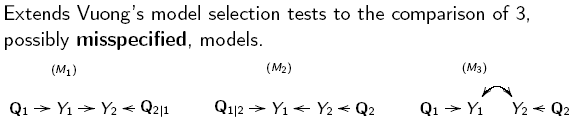 Extends Vuong's model selection tests to the comparison of 3,
possibly misspecified, models.
(M₁) (M₂) (M₃)
Q₁ → Y₁ → Y₂ ← Q₂|₁ Q₁|₂ → Y₁ ← Y₂ ← Q₂ Q₁ → Y₁ Y₂ ← Q₂